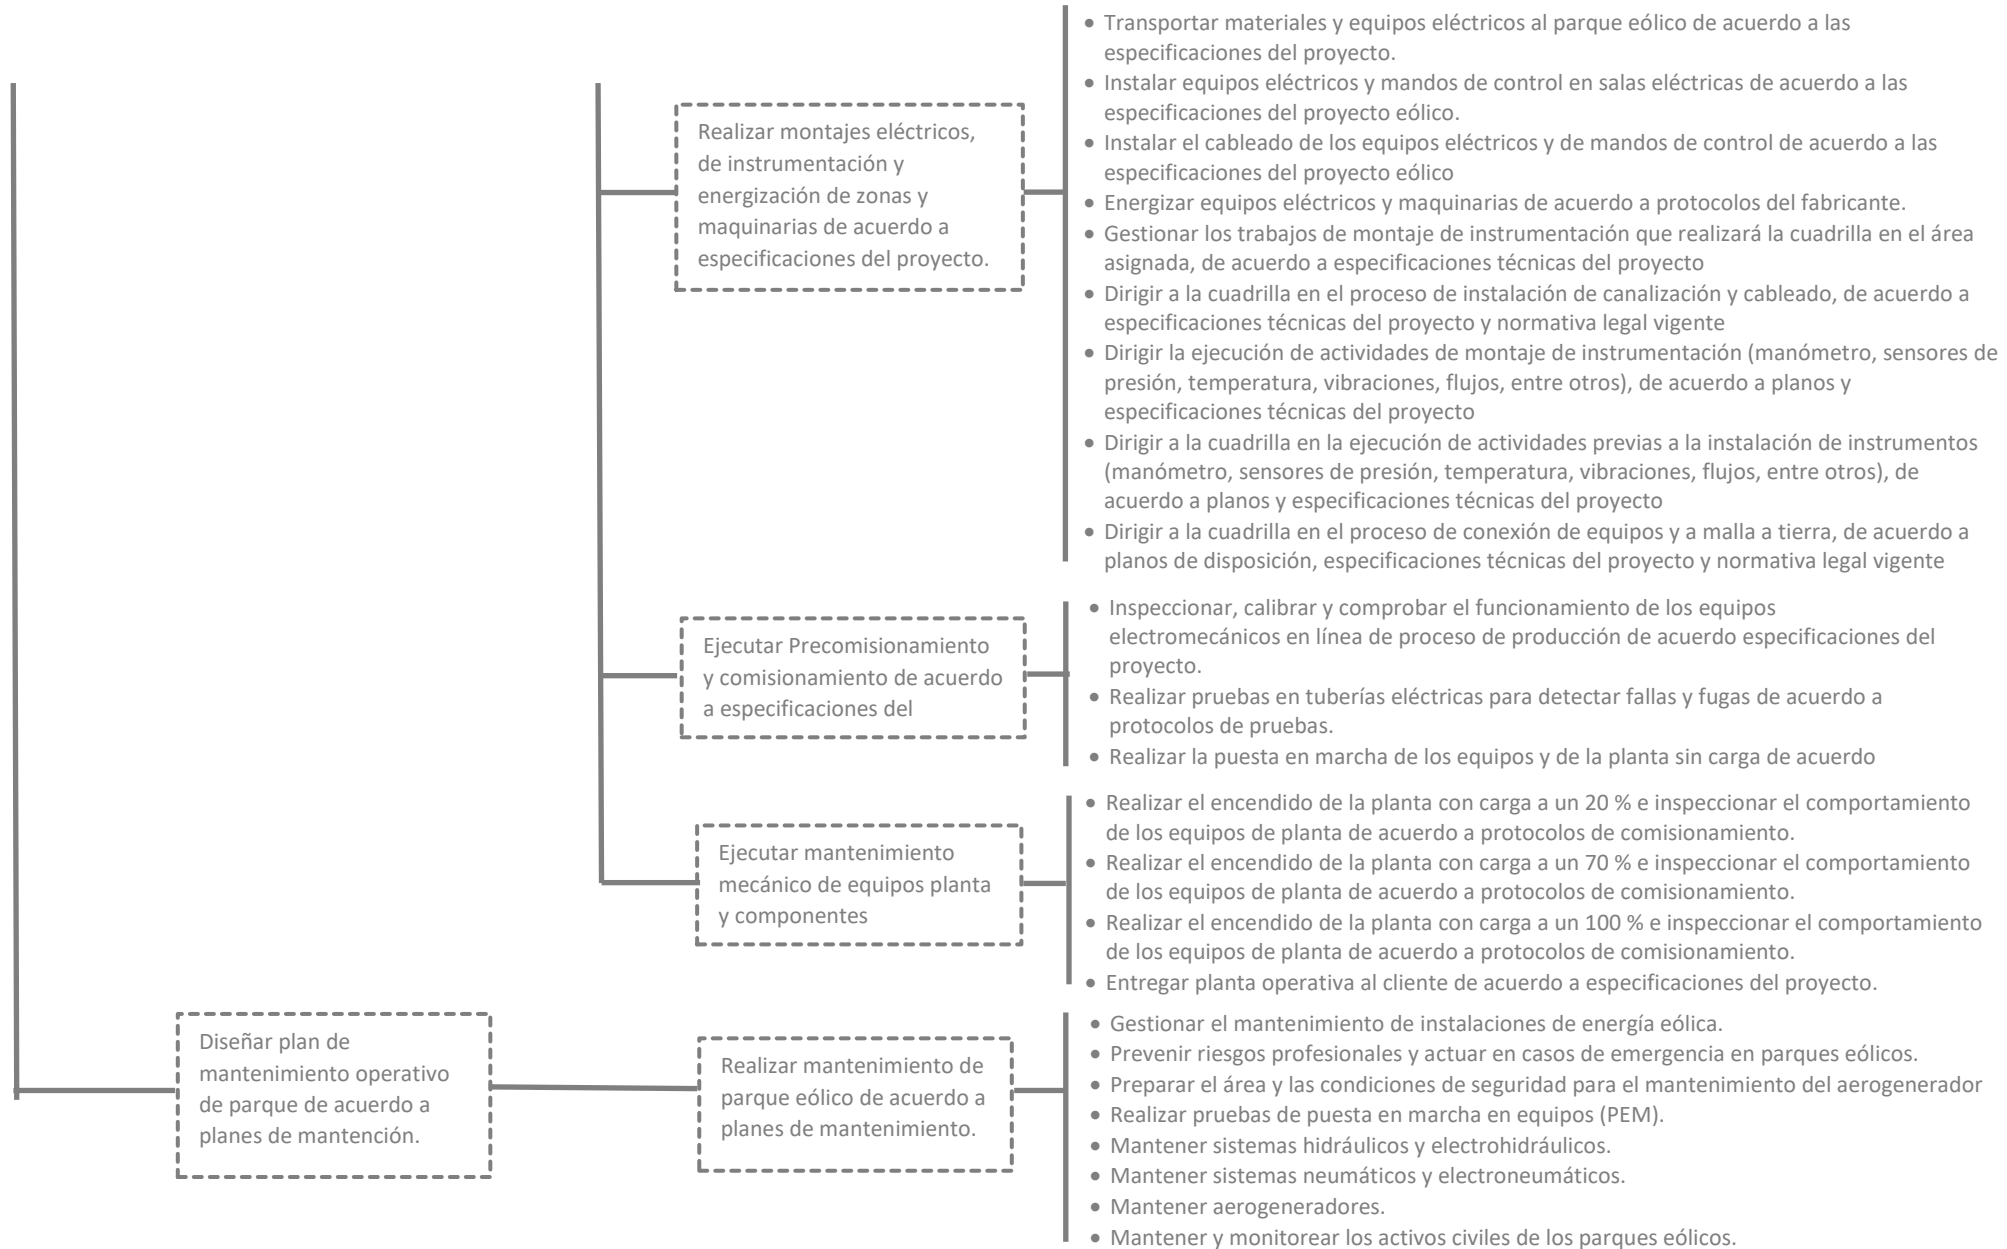 Realizar montajes eléctricos,
de instrumentación y
energización de zonas y
maquinarias de acuerdo a
especificaciones del proyecto.
• Transportar materiales y equipos eléctricos al parque eólico de acuerdo a las
especificaciones del proyecto.
• Instalar equipos eléctricos y mandos de control en salas eléctricas de acuerdo a las
especificaciones del proyecto eólico.
• Instalar el cableado de los equipos eléctricos y de mandos de control de acuerdo a las
especificaciones del proyecto eólico
• Energizar equipos eléctricos y maquinarias de acuerdo a protocolos del fabricante.
• Gestionar los trabajos de montaje de instrumentación que realizará la cuadrilla en el área
asignada, de acuerdo a especificaciones técnicas del proyecto
• Dirigir a la cuadrilla en el proceso de instalación de canalización y cableado, de acuerdo a
especificaciones técnicas del proyecto y normativa legal vigente
• Dirigir la ejecución de actividades de montaje de instrumentación (manómetro, sensores de
presión, temperatura, vibraciones, flujos, entre otros), de acuerdo a planos y
especificaciones técnicas del proyecto
• Dirigir a la cuadrilla en la ejecución de actividades previas a la instalación de instrumentos
(manómetro, sensores de presión, temperatura, vibraciones, flujos, entre otros), de
acuerdo a planos y especificaciones técnicas del proyecto
• Dirigir a la cuadrilla en el proceso de conexión de equipos y a malla a tierra, de acuerdo a
planos de disposición, especificaciones técnicas del proyecto y normativa legal vigente
Ejecutar Precomisionamiento
y comisionamiento de acuerdo
a especificaciones del
• Inspeccionar, calibrar y comprobar el funcionamiento de los equipos
electromecánicos en línea de proceso de producción de acuerdo especificaciones del
proyecto.
• Realizar pruebas en tuberías eléctricas para detectar fallas y fugas de acuerdo a
protocolos de pruebas.
• Realizar la puesta en marcha de los equipos y de la planta sin carga de acuerdo
Ejecutar mantenimiento
mecánico de equipos planta
y componentes
• Realizar el encendido de la planta con carga a un 20 % e inspeccionar el comportamiento
de los equipos de planta de acuerdo a protocolos de comisionamiento.
• Realizar el encendido de la planta con carga a un 70 % e inspeccionar el comportamiento
de los equipos de planta de acuerdo a protocolos de comisionamiento.
• Realizar el encendido de la planta con carga a un 100 % e inspeccionar el comportamiento
de los equipos de planta de acuerdo a protocolos de comisionamiento.
• Entregar planta operativa al cliente de acuerdo a especificaciones del proyecto.
Diseñar plan de
mantenimiento operativo
de parque de acuerdo a
planes de mantención.
Realizar mantenimiento de
parque eólico de acuerdo a
planes de mantenimiento.
• Gestionar el mantenimiento de instalaciones de energía eólica.
• Prevenir riesgos profesionales y actuar en casos de emergencia en parques eólicos.
• Preparar el área y las condiciones de seguridad para el mantenimiento del aerogenerador
• Realizar pruebas de puesta en marcha en equipos (PEM).
• Mantener sistemas hidráulicos y electrohidráulicos.
• Mantener sistemas neumáticos y electroneumáticos.
• Mantener aerogeneradores.
• Mantener y monitorear los activos civiles de los parques eólicos.